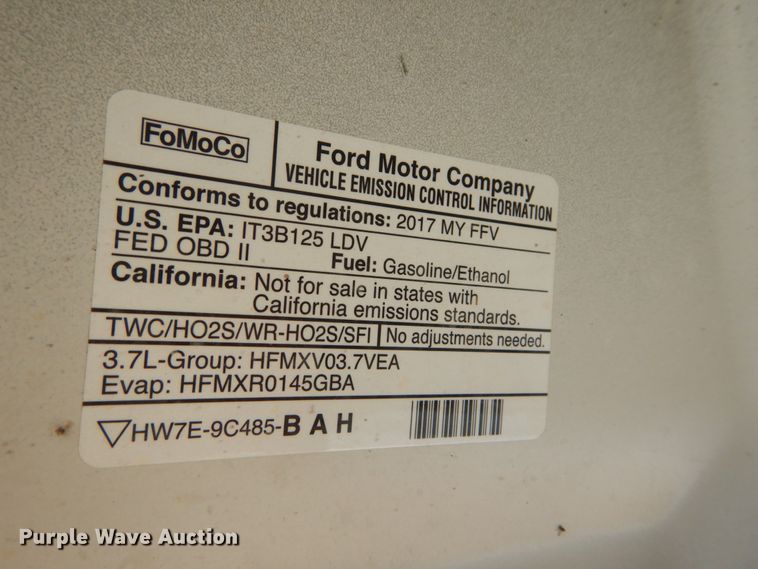 FoMoCo
Ford Motor Company
VEHICLE EMISSION CONTROL INFORMATION
Conforms to regulations: 2017 MY FFV
U.S. EPA: IT3B125 LDV
FED OBD II Fuel: Gasoline/Ethanol
California: Not for sale in states with
California emissions standards.
TWC/HO2S/WR-HO2S/SFI No adjustments needed.
3.7L-Group: HFMXV03.7VEA
Evap: HFMXR0145GBA
HW7E-9C485-BAH
Purple Wave Auction